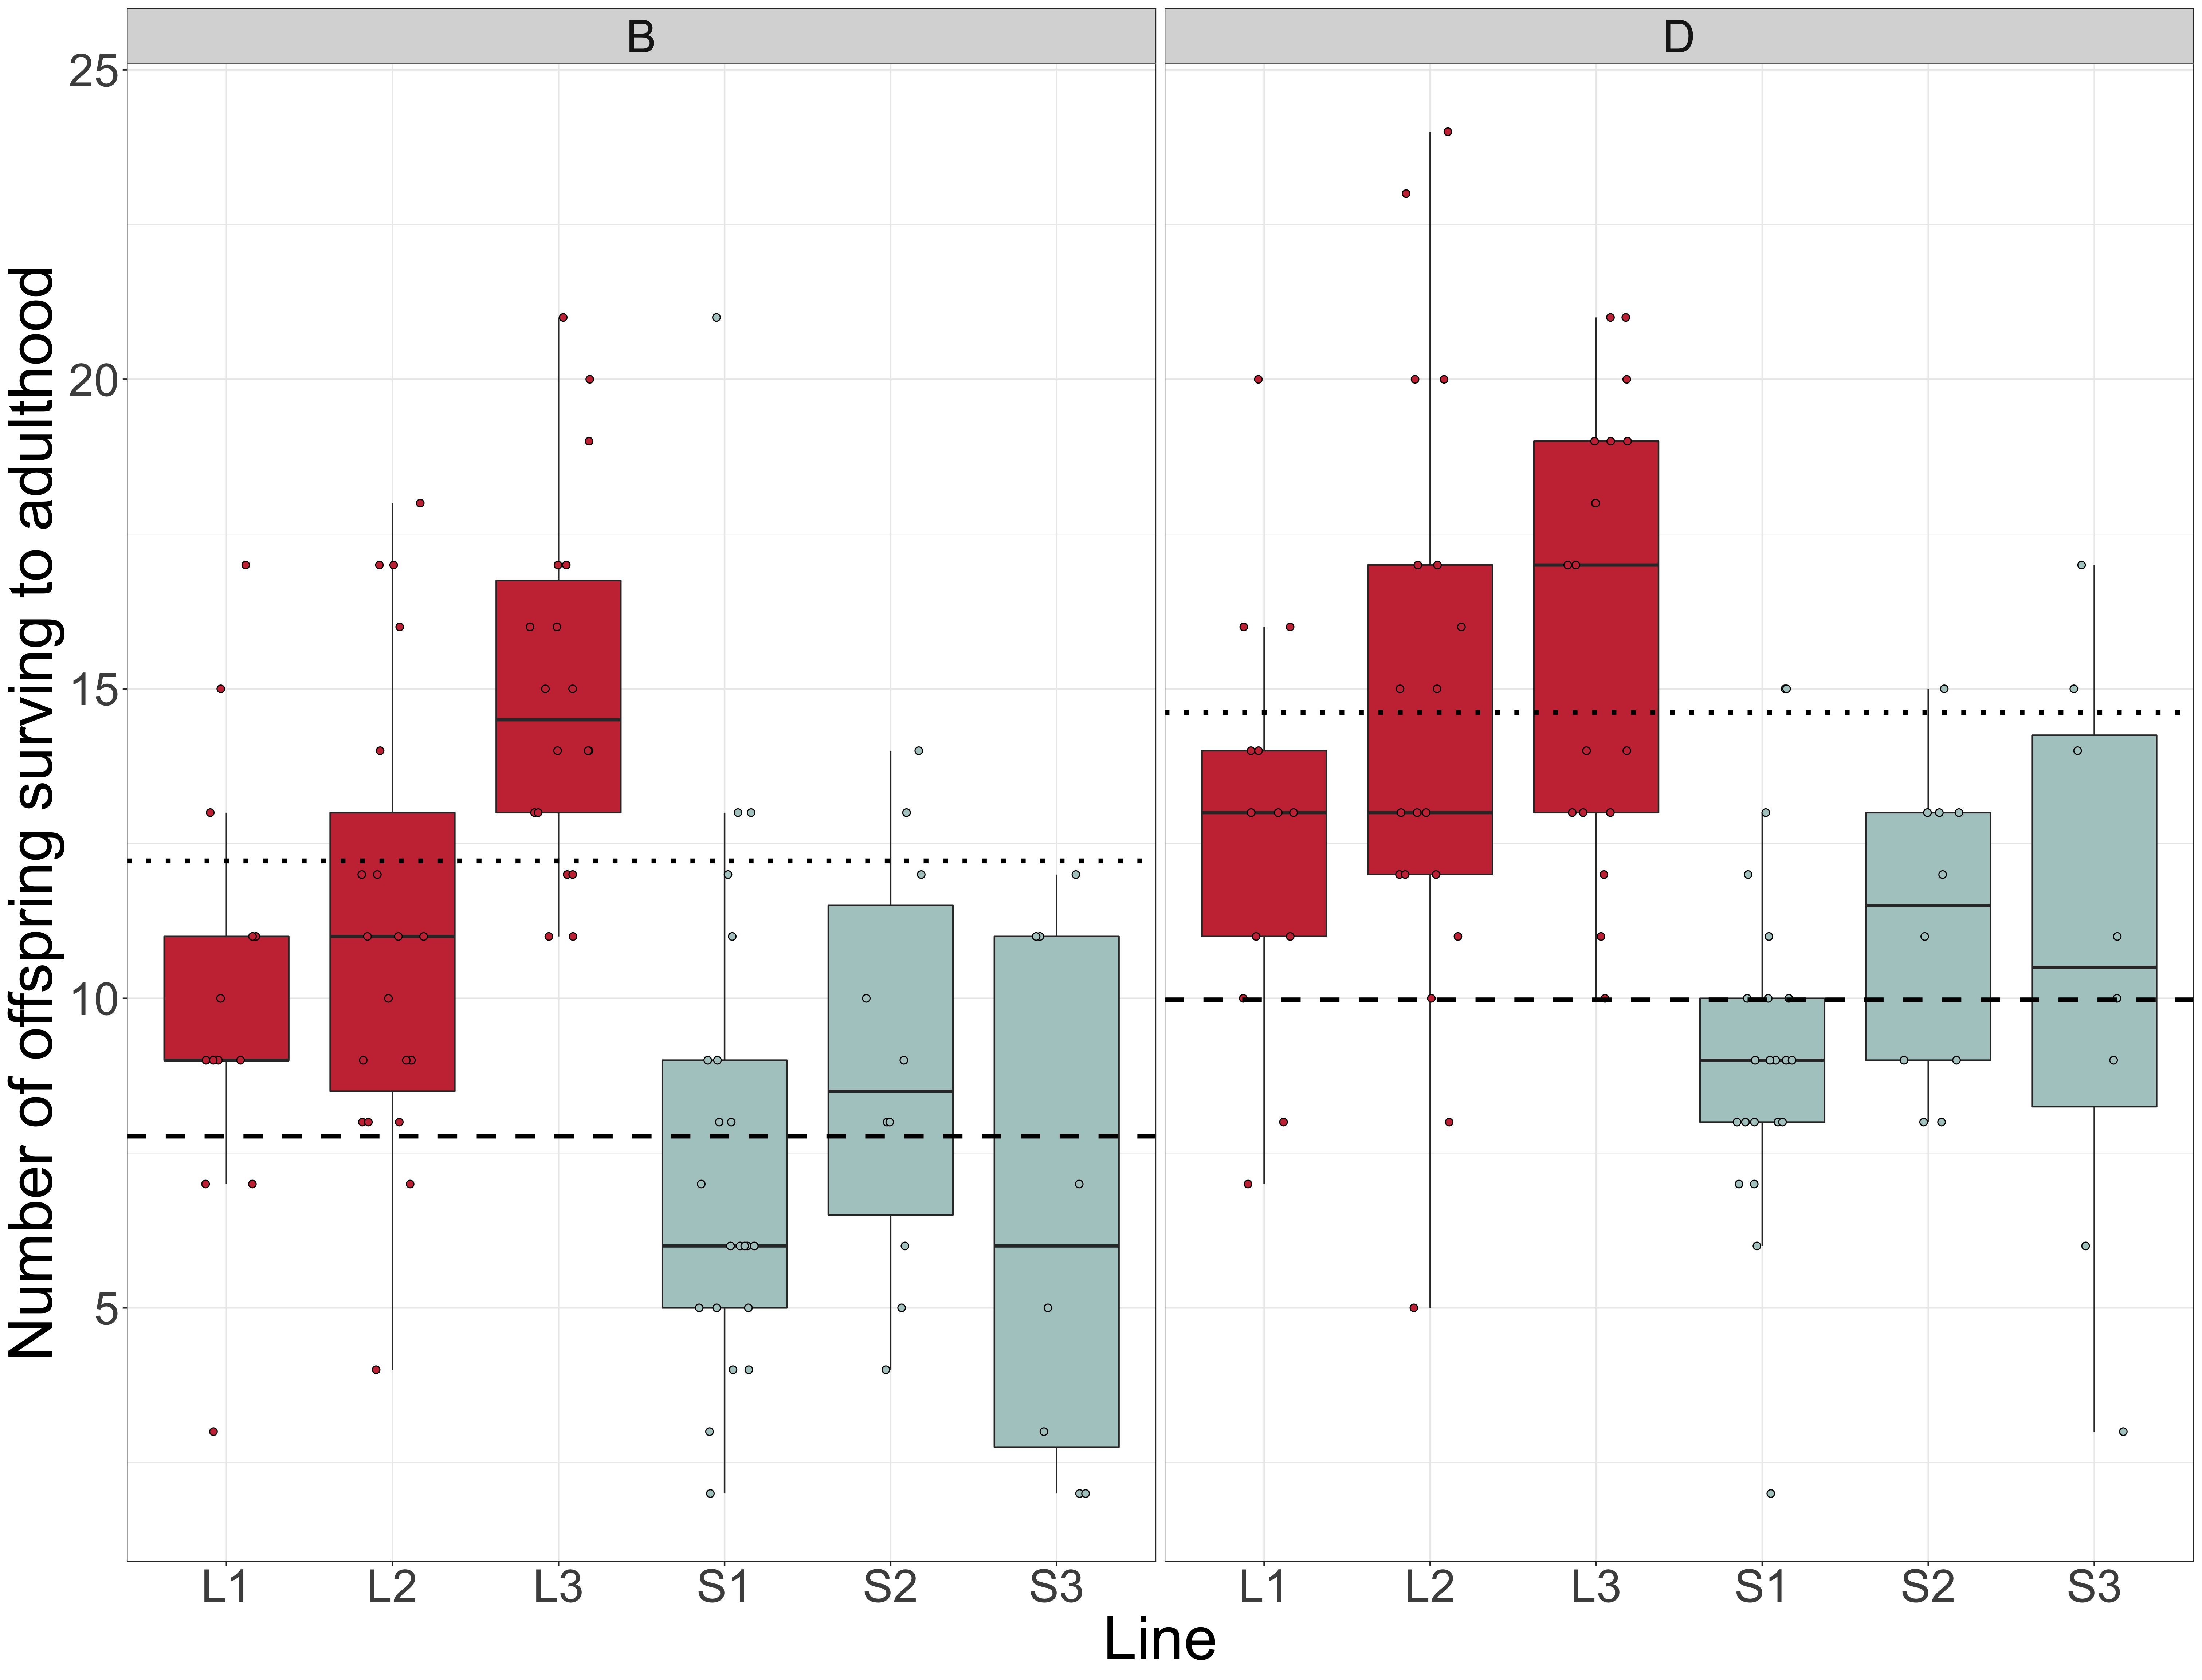 B
D
Number of offspring surviving to adulthood
25
20
15
10
5
L1 L2 L3 S1 S2 S3
L1 L2 L3 S1 S2 S3
Line